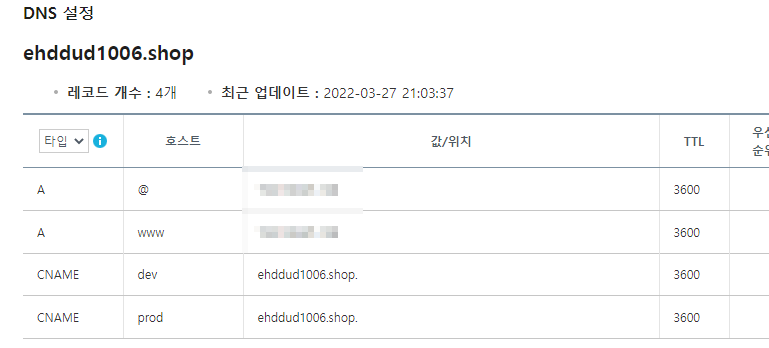 DNS 설정
ehddud1006.shop
레코드 개수 : 4개 최근 업데이트 : 2022-03-27 21:03:37
타입 호스트 값/위치 TTL 우선
순위
A @ 3600
A www 3600
CNAME dev ehddud1006.shop. 3600
CNAME prod ehddud1006.shop. 3600